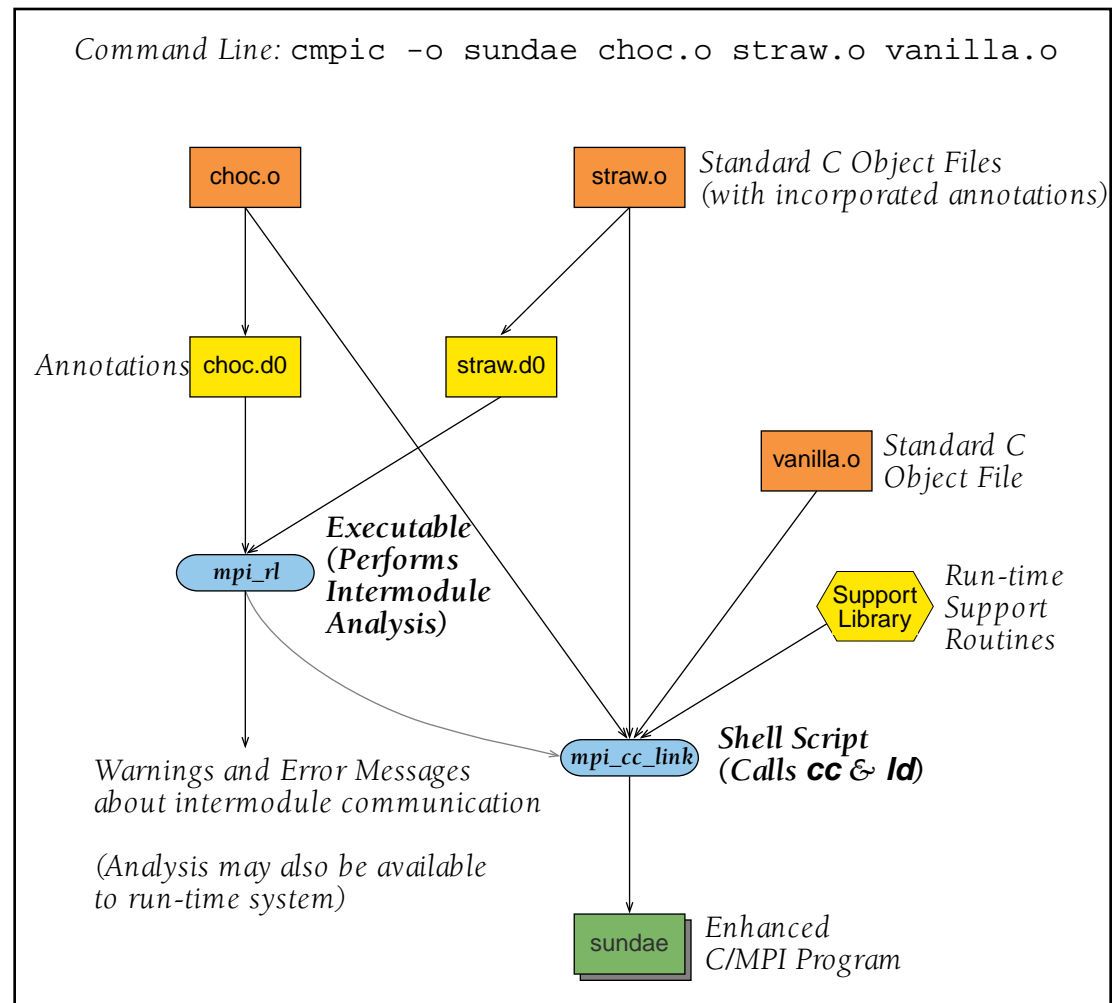 Command Line: cmpic -o sundae choc.o straw.o vanilla.o
choc.o
straw.o
Standard C Object Files
(with incorporated annotations)
Annotations
choc.d0
straw.d0
vanilla.o
Standard C
Object File
Executable
(Performs
Intermodule
Analysis)
mpi_rl
Support
Library
Run-time
Support
Routines
mpi_cc_link
Shell Script
(Calls cc & ld)
Warnings and Error Messages
about intermodule communication
(Analysis may also be available
to run-time system)
sundae
Enhanced
C/MPI Program